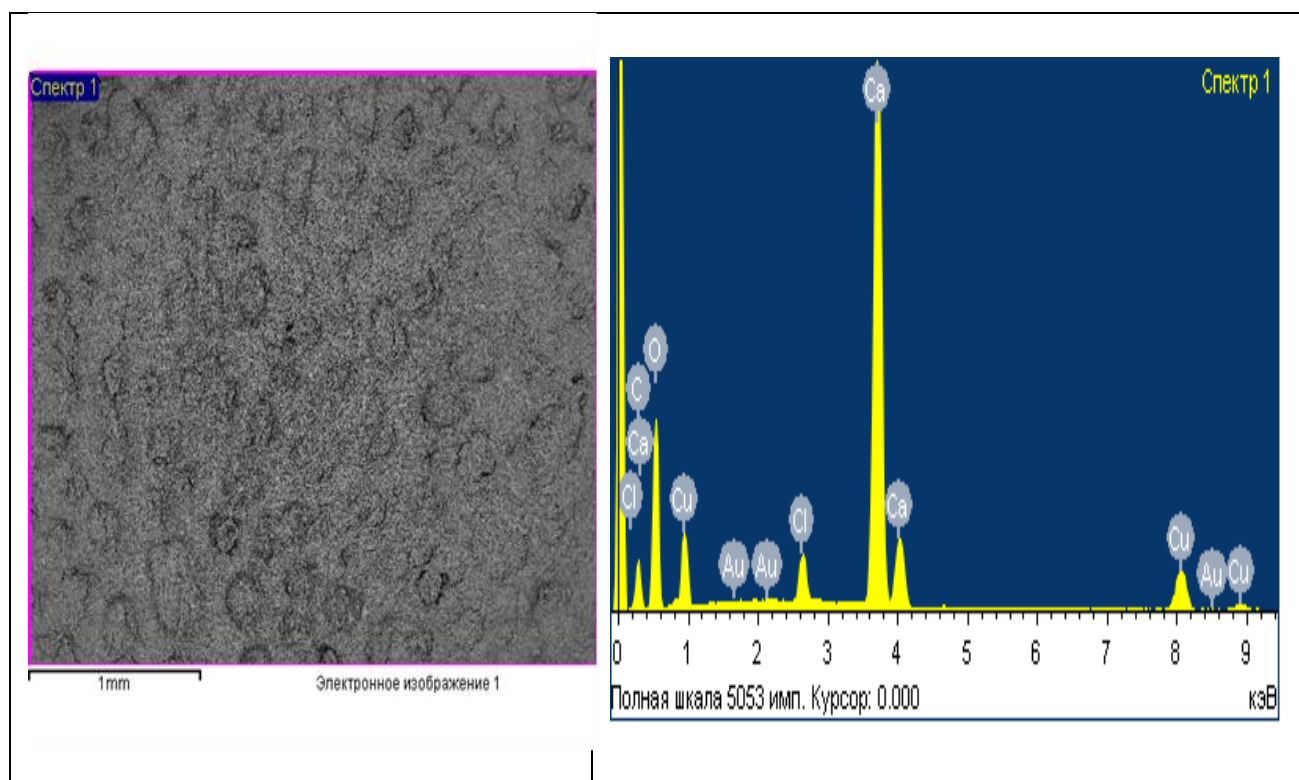 Спектр 1
1mm
Электронное изображение 1
Спектр 1
Ca
O
C
Ca
Cl
Cu
Au
Au
Cl
Ca
Cu
Au
Cu
0 1 2 3 4 5 6 7 8 9
Полная шкала 5053 имп. Курсор: 0.000
кэВ